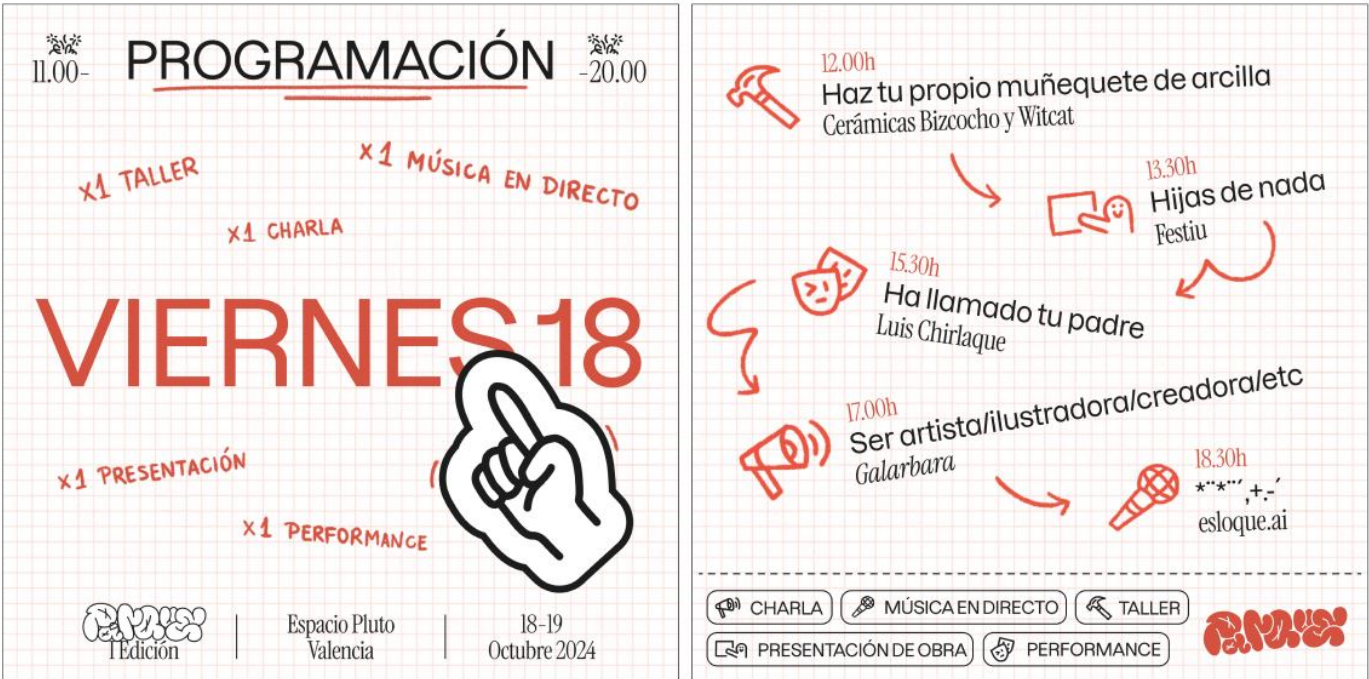 11.00-
PROGRAMACIÓN
-20.00
x1 TALLER
x1 MÚSICA EN DIRECTO
x1 CHARLA
VIERNES 18
x1 PRESENTACIÓN
x1 PERFORMANCE
1 Edición
Espacio Pluto
Valencia
18-19
Octubre 2024
12.00h
Haz tu propio muñequete de arcilla
Cerámicas Bizcocho y Witcat
13.30h
Hijas de nada
Festiu
15.30h
Ha llamado tu padre
Luis Chirlaque
17.00h
Ser artista/ilustradora/creadora/etc
Galarbara
18.30h
*¨*¨´,+.-´
esloque.ai
CHARLA
MÚSICA EN DIRECTO
TALLER
PRESENTACIÓN DE OBRA
PERFORMANCE